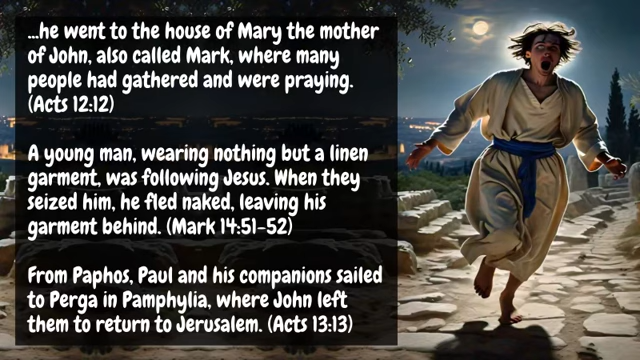 ...he went to the house of Mary the mother
of John, also called Mark, where many
people had gathered and were praying.
(Acts 12:12)
A young man, wearing nothing but a linen
garment, was following Jesus. When they
seized him, he fled naked, leaving his
garment behind. (Mark 14:51-52)
From Paphos, Paul and his companions sailed
to Perga in Pamphylia, where John left
them to return to Jerusalem. (Acts 13:13)